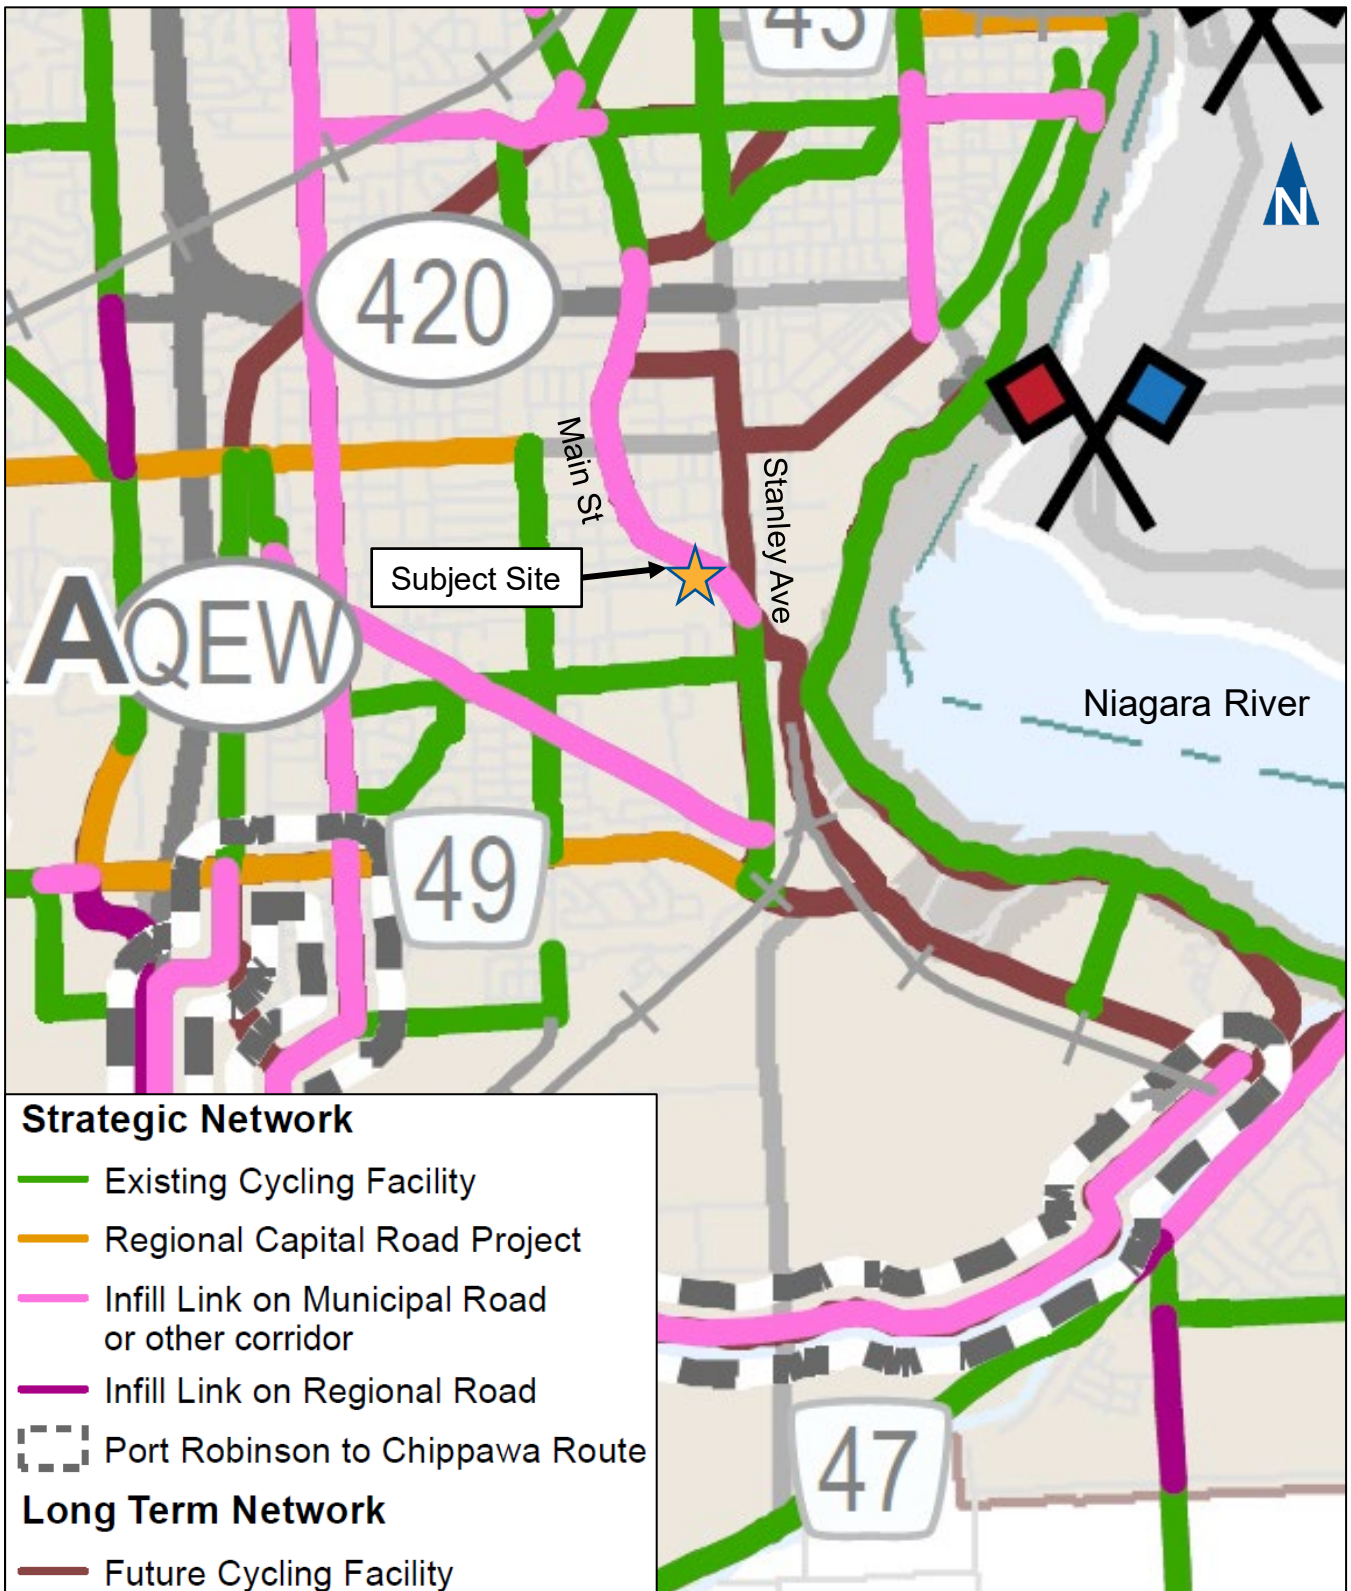 43
N
420
Main St
Stanley Ave
Subject Site
A
QEW
Niagara River
49
47
Strategic Network
Existing Cycling Facility
Regional Capital Road Project
Infill Link on Municipal Road
or other corridor
Infill Link on Regional Road
Port Robinson to Chippawa Route
Long Term Network
Future Cycling Facility